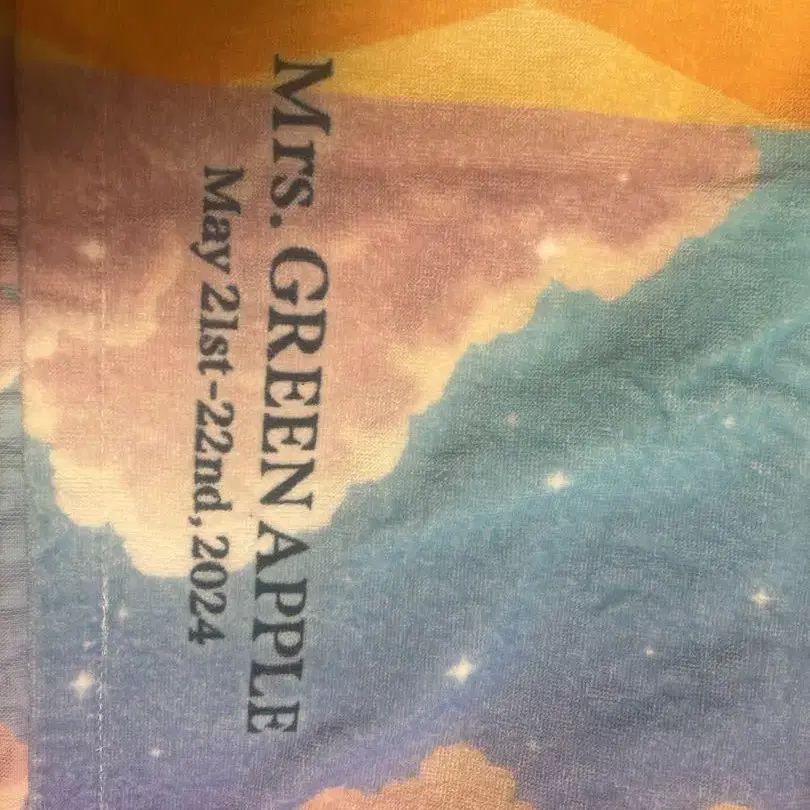 Mrs. GREEN APPLE
May 21st-22nd, 2024